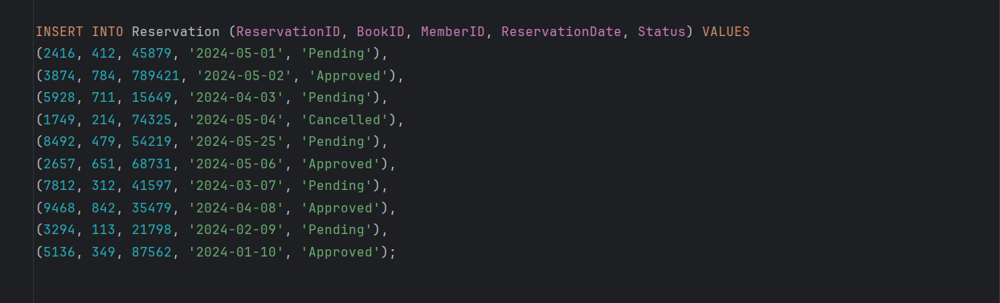 INSERT INTO Reservation (ReservationID, BookID, MemberID, ReservationDate, Status) VALUES
(2416, 412, 45879, '2024-05-01', 'Pending'),
(3874, 784, 789421, '2024-05-02', 'Approved'),
(5928, 711, 15649, '2024-04-03', 'Pending'),
(1749, 214, 74325, '2024-05-04', 'Cancelled'),
(8492, 479, 54219, '2024-05-25', 'Pending'),
(2657, 651, 68731, '2024-05-06', 'Approved'),
(7812, 312, 41597, '2024-03-07', 'Pending'),
(9468, 842, 35479, '2024-04-08', 'Approved'),
(3294, 113, 21798, '2024-02-09', 'Pending'),
(5136, 349, 87562, '2024-01-10', 'Approved');